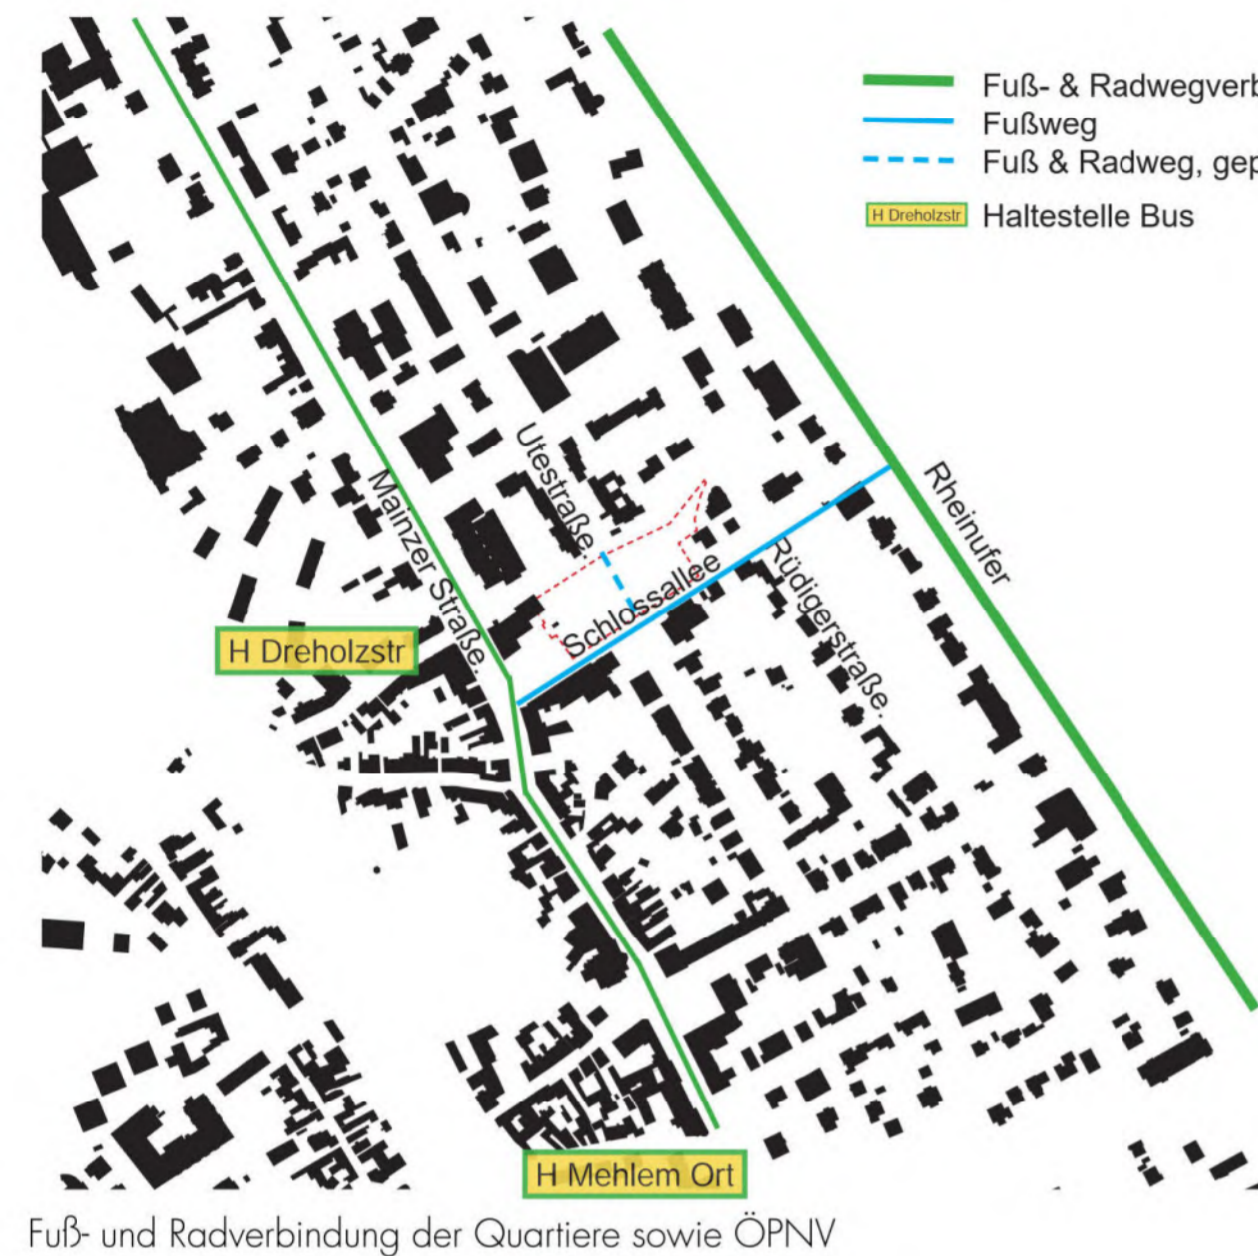 Fuß- & Radwegverb
Fußweg
Fuß & Radweg, gep
H Dreholzstr
Haltestelle Bus
Utestraße.
Mainzer Straße.
Rheinufer
Schlossallee
Rüdigerstraße.
H Dreholzstr
H Mehlem Ort
Fuß- und Radverbindung der Quartiere sowie ÖPNV